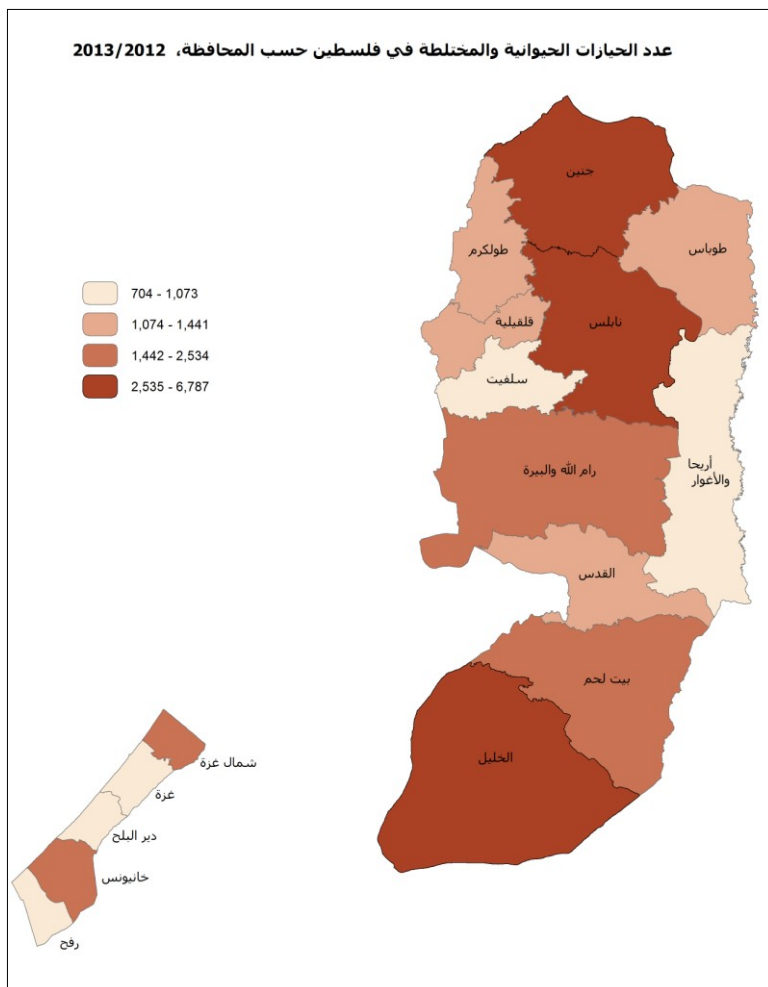 عدد الحيازات الحيوانية والمختلطة في فلسطين حسب المحافظة، 2013/2012
جنين
طولكرم
طوباس
704 - 1,073
1,074 - 1,441
1,442 - 2,534
2,535 - 6,787
قلقيلية
نابلس
سلفيت
رام الله والبيرة
أريحا
والأغوار
القدس
بيت لحم
الخليل
شمال غزة
غزة
دير البلح
خانيونس
رفح